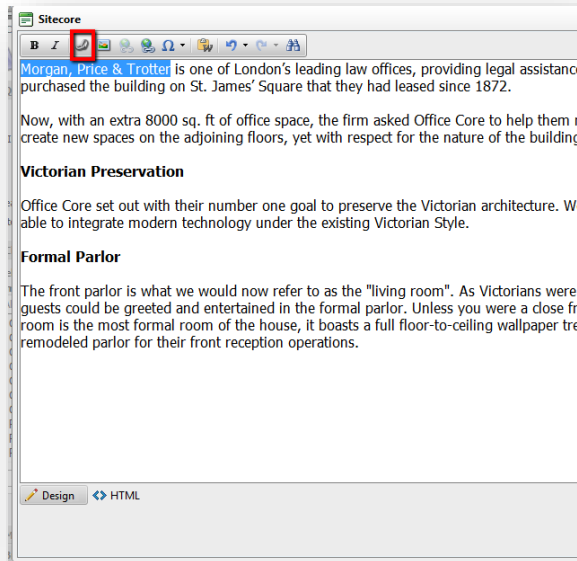 Sitecore
B I Ω
Morgan, Price & Trotter is one of London’s leading law offices, providing legal assistance
purchased the building on St. James’ Square that they had leased since 1872.
Now, with an extra 8000 sq. ft of office space, the firm asked Office Core to help them
create new spaces on the adjoining floors, yet with respect for the nature of the building
Victorian Preservation
Office Core set out with their number one goal to preserve the Victorian architecture.
able to integrate modern technology under the existing Victorian Style.
Formal Parlor
The front parlor is what we would now refer to as the "living room". As Victorians were
guests could be greeted and entertained in the formal parlor. Unless you were a close
room is the most formal room of the house, it boasts a full floor-to-ceiling wallpaper
remodeled parlor for their front reception operations.
Design HTML